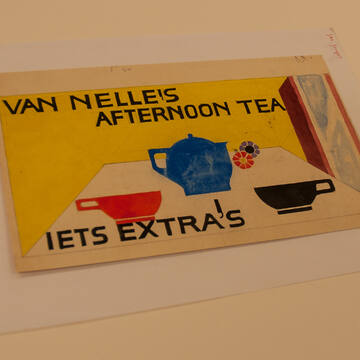 VAN NELLE'S
AFTERNOON TEA
IETS EXTRA'S